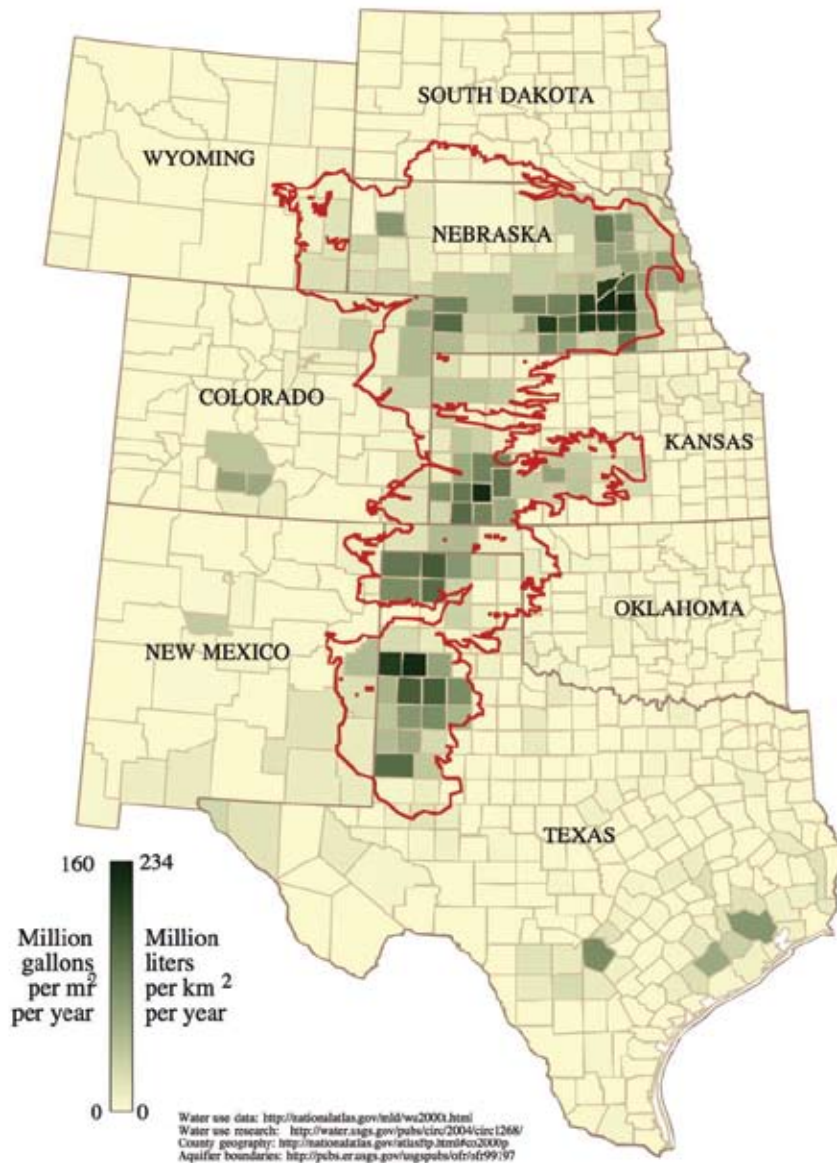 SOUTH DAKOTA
WYOMING
NEBRASKA
COLORADO
KANSAS
OKLAHOMA
NEW MEXICO
TEXAS
160 234
Million
gallons
per mi²
per year
Million
liters
per km²
per year
0 0
Water use data: http://nationalatlas.gov/mld/wu2000t.html
Water use research: http://water.usgs.gov/pubs/circ/2004/circ1268/
County geography: http://nationalatlas.gov/atlasftp.html#co2000p
Aquifier boundaries: http://pubs.er.usgs.gov/usgspubs/ofr/ofr99197